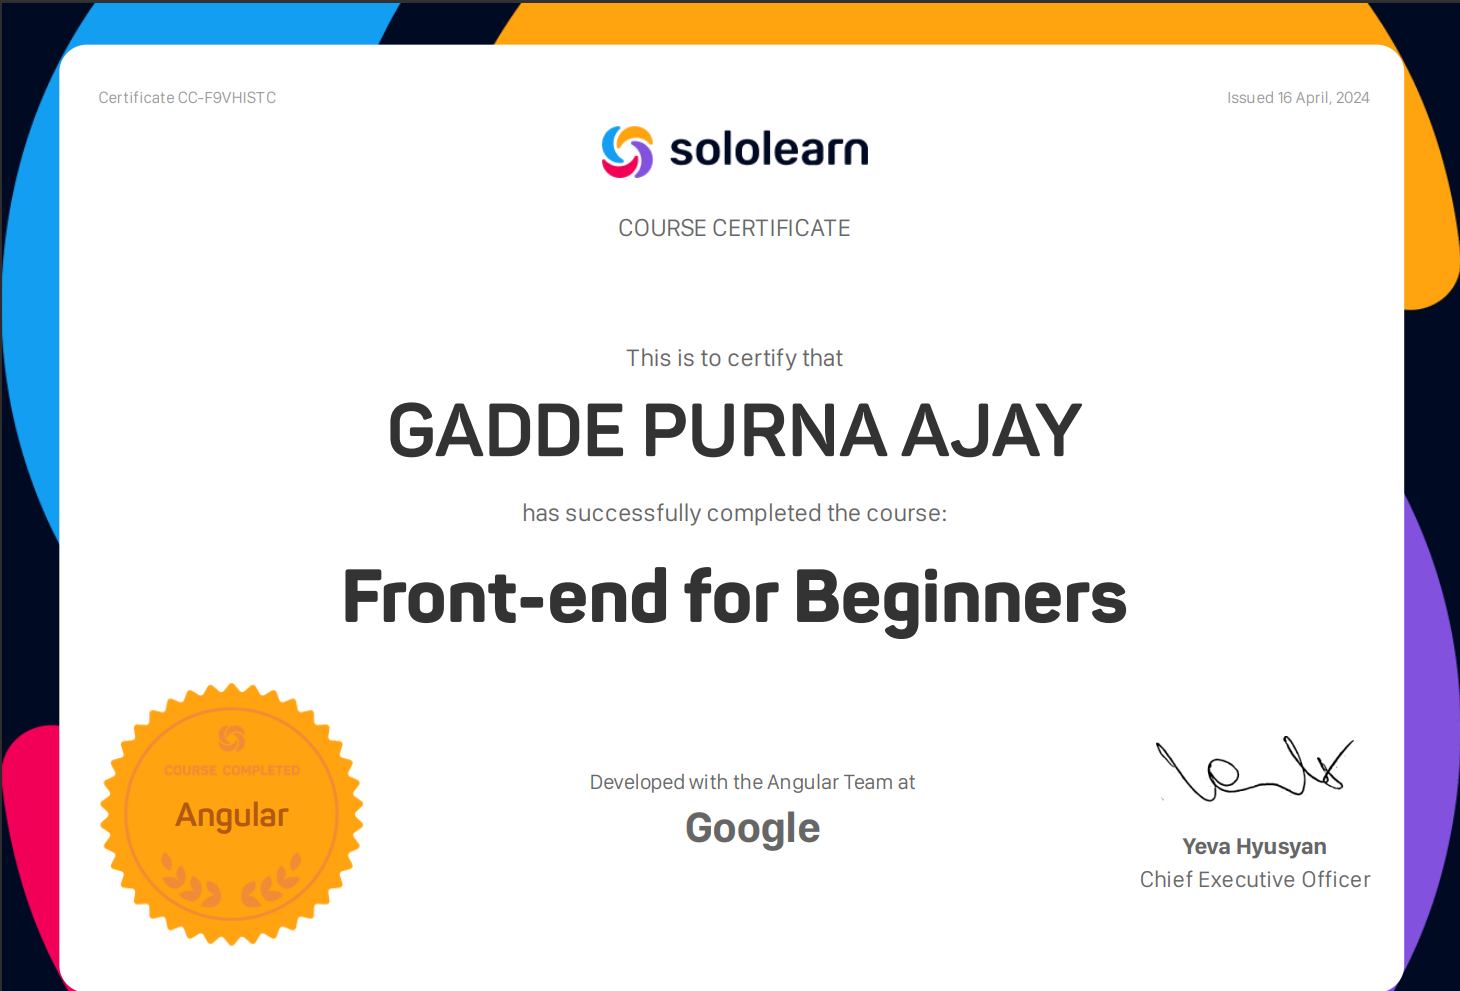 Certificate CC-F9VHISTC
Issued 16 April, 2024
sololearn
COURSE CERTIFICATE
This is to certify that
GADDE PURNA AJAY
has successfully completed the course:
Front-end for Beginners
COURSE COMPLETED
Angular
Developed with the Angular Team at
Google
Yeva Hyusyan
Chief Executive Officer